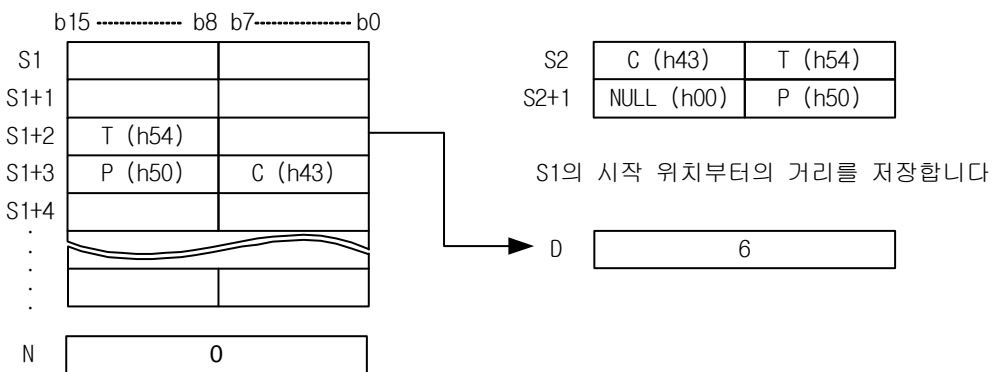 b15 --------------- b8 b7---------------- b0
S1
S1+1
S1+2 T (h54)
S1+3 P (h50) C (h43)
S1+4
N 0
S2 C (h43) T (h54)
S2+1 NULL (h00) P (h50)
S1의 시작 위치부터의 거리를 저장합니다
D 6